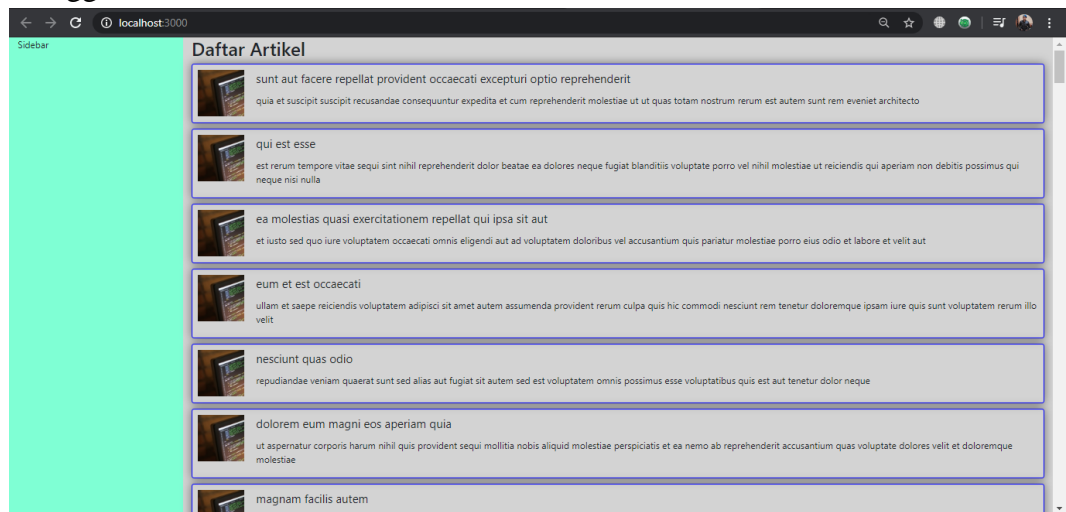 localhost:3000
Sidebar
Daftar Artikel
sunt aut facere repellat provident occaecati excepturi optio reprehenderit
quia et suscipit suscipit recusandae consequuntur expedita et cum reprehenderit molestiae ut ut quas totam nostrum rerum est autem sunt rem eveniet architecto
qui est esse
est rerum tempore vitae sequi sint nihil reprehenderit dolor beatae ea dolores neque fugiat blanditiis voluptate porro vel nihil molestiae ut reiciendis qui aperiam non debitis possimus qui
neque nisi nulla
ea molestias quasi exercitationem repellat qui ipsa sit aut
et iusto sed quo iure voluptatem occaecati omnis eligendi aut ad voluptatem doloribus vel accusantium quis pariatur molestiae porro eius odio et labore et velit aut
eum et est occaecati
ullam et saepe reiciendis voluptatem adipisci sit amet autem assumenda provident rerum culpa quis hic commodi nesciunt rem tenetur doloremque ipsam iure quis sunt voluptatem rerum illo
velit
nesciunt quas odio
repudiandae veniam quaerat sunt sed alias aut fugiat sit autem sed est voluptatem omnis possimus esse voluptatibus quis est aut tenetur dolor neque
dolorem eum magni eos aperiam quia
ut aspernatur corporis harum nihil quis provident sequi mollitia nobis aliquid molestiae perspiciatis et ea nemo ab reprehenderit accusantium quas voluptate dolores velit et doloremque
molestiae
magnam facilis autem